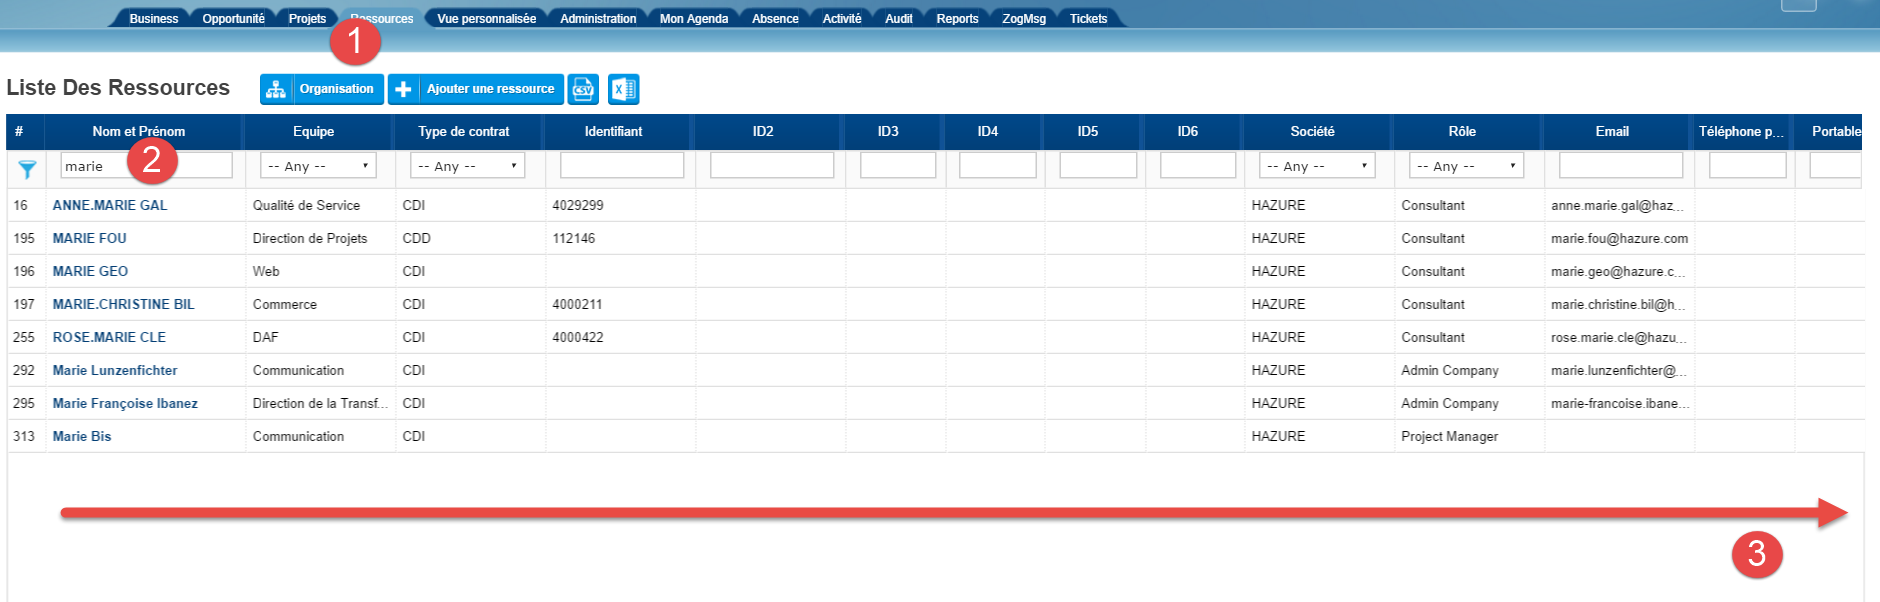 Business Opportunité Projets Ressources Vue personnalisée Administration Mon Agenda Absence Activité Audit Reports ZogMsg Tickets
1
Liste Des Ressources Organisation Ajouter une ressource CSV X
# Nom et Prénom Equipe Type de contrat Identifiant ID2 ID3 ID4 ID5 ID6 Société Rôle Email Téléphone p... Portable
marie 2 -- Any -- -- Any -- -- Any -- -- Any --
16 ANNE.MARIE GAL Qualité de Service CDI 4029299 HAZURE Consultant anne.marie.gal@haz...
195 MARIE FOU Direction de Projets CDD 112146 HAZURE Consultant marie.fou@hazure.com
196 MARIE GEO Web CDI HAZURE Consultant marie.geo@hazure.c...
197 MARIE.CHRISTINE BIL Commerce CDI 4000211 HAZURE Consultant marie.christine.bil@h...
255 ROSE.MARIE CLE DAF CDI 4000422 HAZURE Consultant rose.marie.cle@hazu...
292 Marie Lunzenfichter Communication CDI HAZURE Admin Company marie.lunzenfichter@...
295 Marie Françoise Ibanez Direction de la Transf... CDI HAZURE Admin Company marie-francoise.ibane...
313 Marie Bis Communication CDI HAZURE Project Manager
3